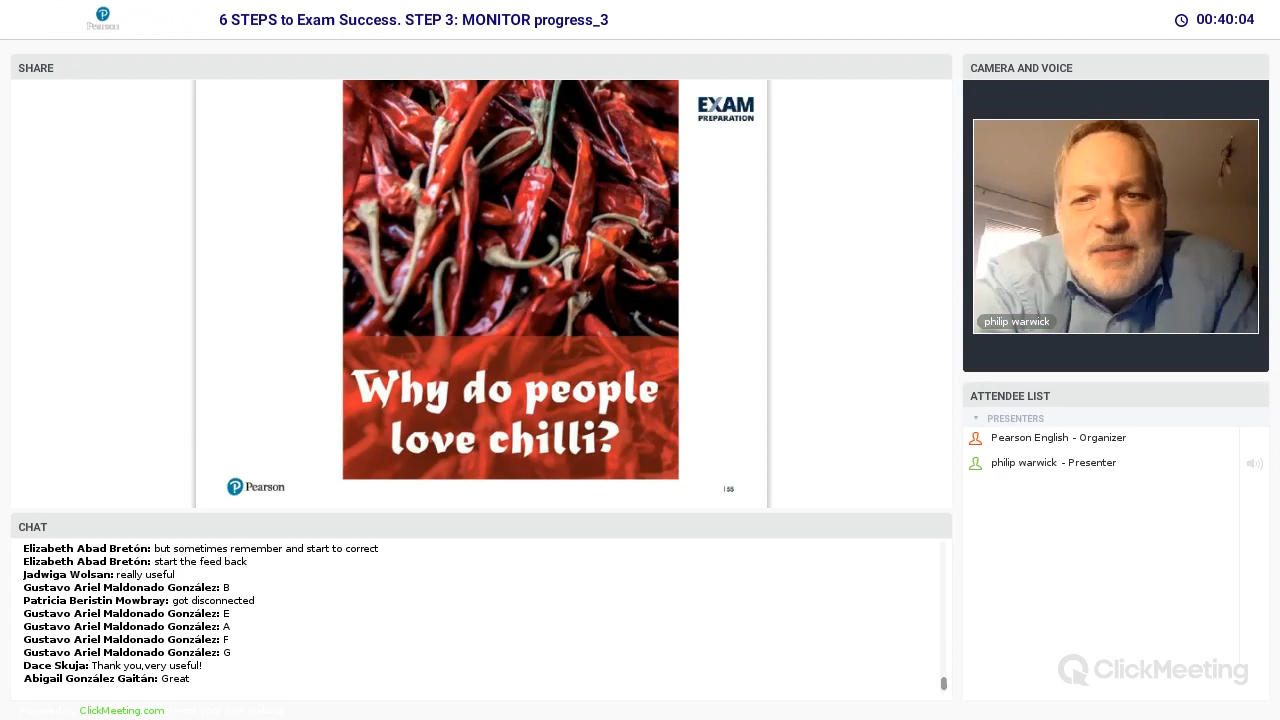 Pearson
6 STEPS to Exam Success. STEP 3: MONITOR progress_3
00:40:04
SHARE
EXAM
PREPARATION
Why do people
love chilli?
Pearson
| 55
CAMERA AND VOICE
philip warwick
ATTENDEE LIST
PRESENTERS
Pearson English - Organizer
philip warwick - Presenter
CHAT
Elizabeth Abad Bretón: but sometimes remember and start to correct
Elizabeth Abad Bretón: start the feed back
Jadwiga Wolsan: really useful
Gustavo Ariel Maldonado González: B
Patricia Beristin Mowbray: got disconnected
Gustavo Ariel Maldonado González: E
Gustavo Ariel Maldonado González: A
Gustavo Ariel Maldonado González: F
Gustavo Ariel Maldonado González: G
Dace Skuja: Thank you,very useful!
Abigail González Gaitán: Great
ClickMeeting
ClickMeeting.com